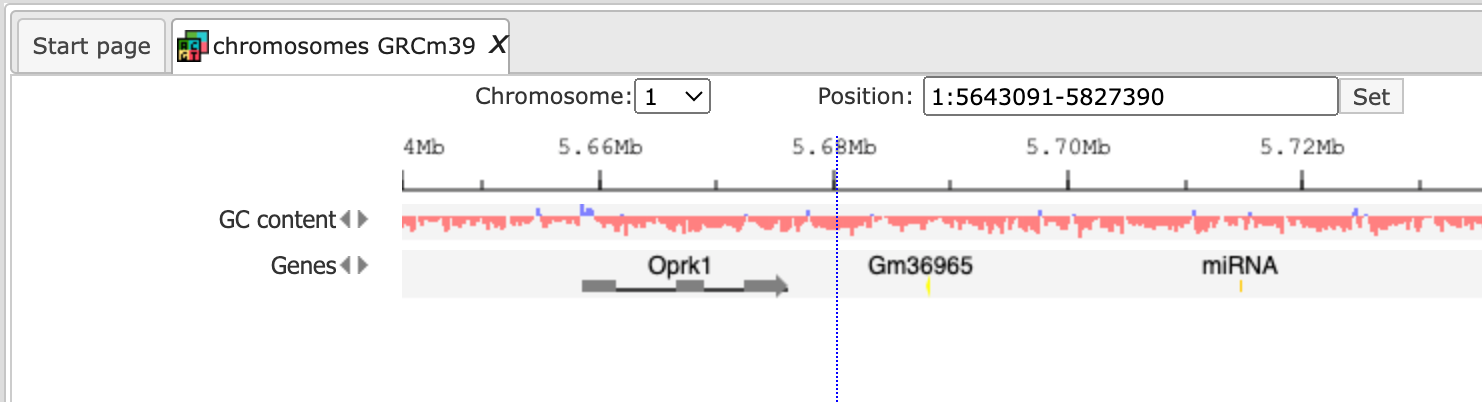 Start page chromosomes GRCm39 X
Chromosome: 1 Position: 1:5643091-5827390 Set
4Mb 5.66Mb 5.68Mb 5.70Mb 5.72Mb
GC content
Genes Oprk1 Gm36965 miRNA